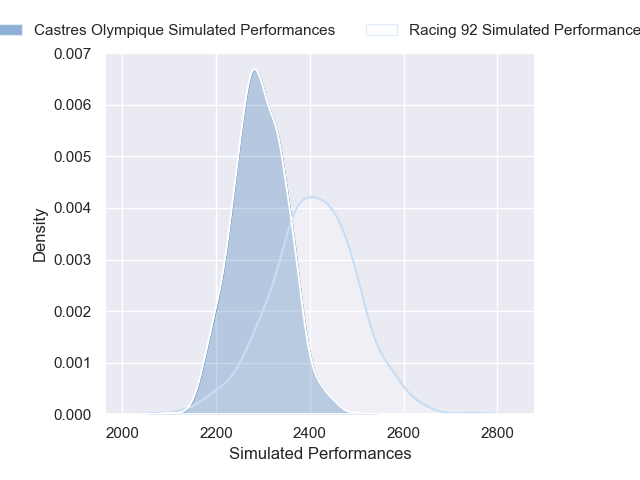 Castres Olympique Simulated Performances Racing 92 Simulated Performance
0.007
0.006
0.005
0.004
0.003
0.002
0.001
0.000
Density
2000 2200 2400 2600 2800
Simulated Performances